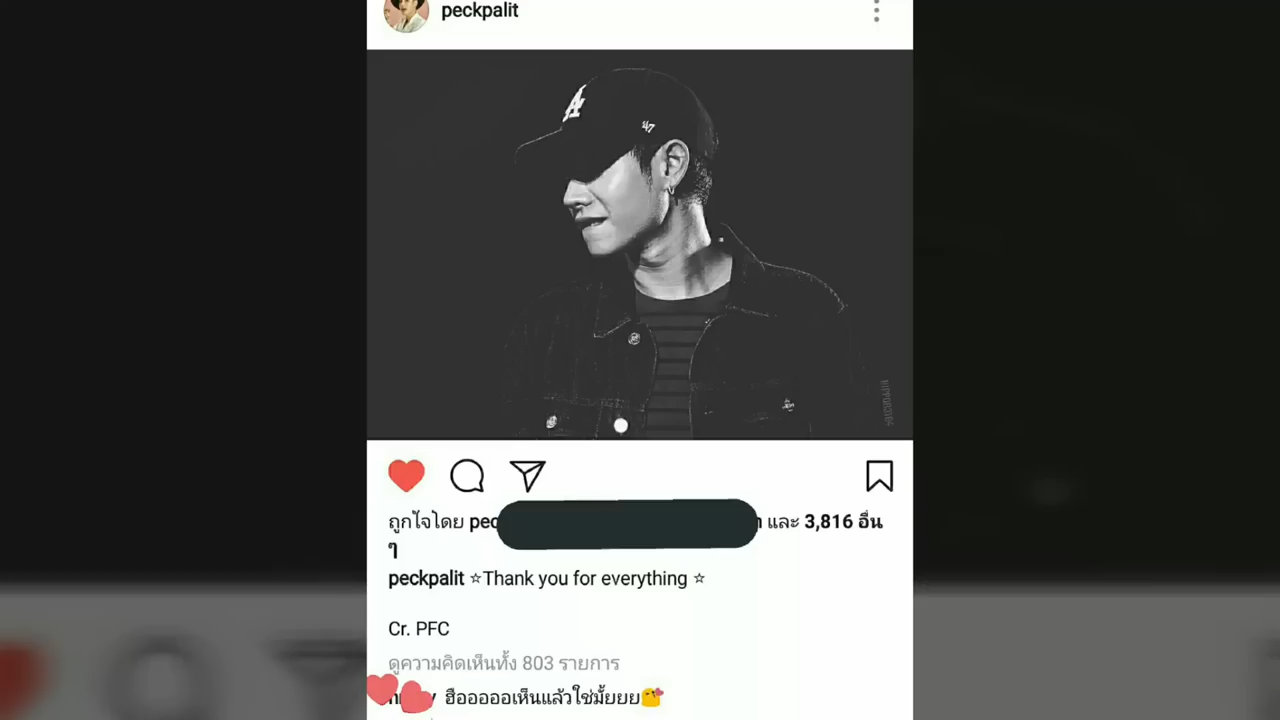 peckpalit
A
47
ถูกใจโดย pec และ 3,816 อื่น
ๆ
peckpalit ☆Thank you for everything ☆
Cr. PFC
ดูความคิดเห็นทั้ง 803 รายการ
ฮืออออออเห็นแล้วใช่มั้ยยยย😘